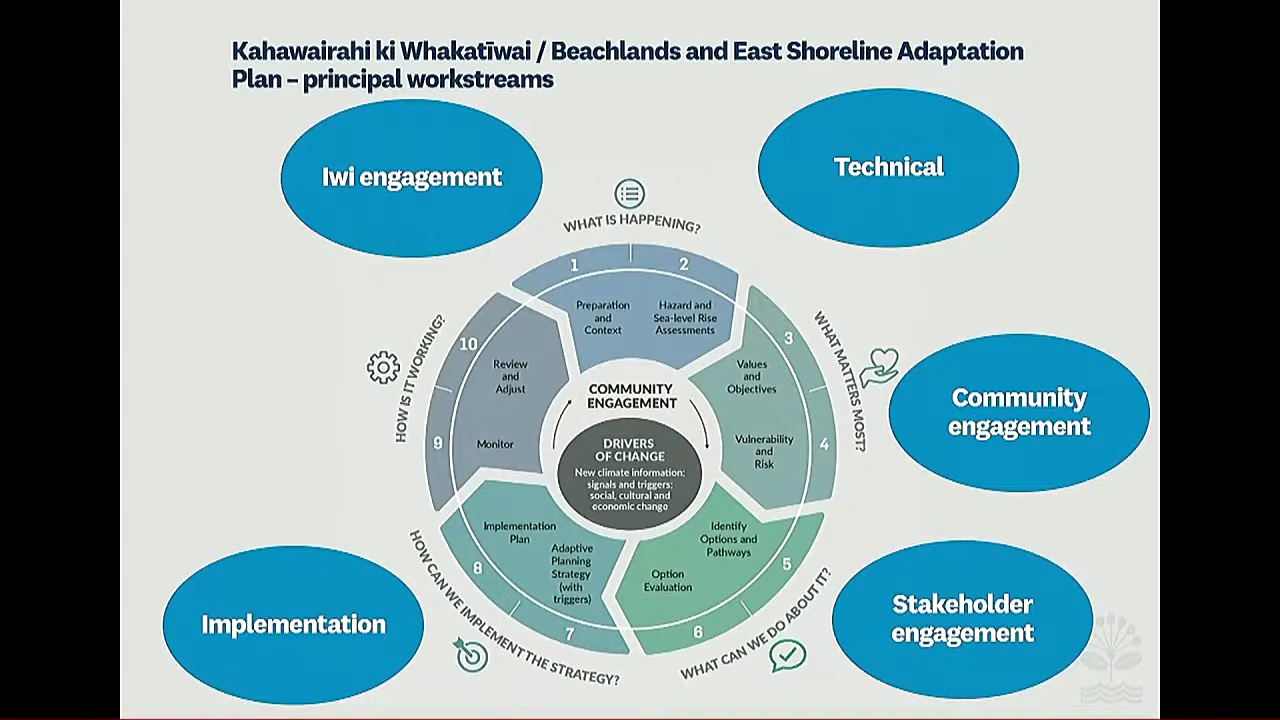 Kahawairahi ki Whakatīwai / Beachlands and East Shoreline Adaptation
Plan – principal workstreams
Iwi engagement
Technical
WHAT IS HAPPENING?
1
2
Preparation
and
Context
Hazard and
Sea-level Rise
Assessments
WHAT MATTERS MOST?
3
Values
and
Objectives
4
Vulnerability
and
Risk
Community
engagement
WHAT CAN WE DO ABOUT IT?
5
Identify
Options and
Pathways
6
Option
Evaluation
Stakeholder
engagement
HOW CAN WE IMPLEMENT THE STRATEGY?
7
Adaptive
Planning
Strategy
(with
triggers)
8
Implementation
Plan
Implementation
HOW IS IT WORKING?
9
Monitor
10
Review
and
Adjust
COMMUNITY
ENGAGEMENT
DRIVERS
OF CHANGE
New climate information;
signals and triggers;
social, cultural and
economic change